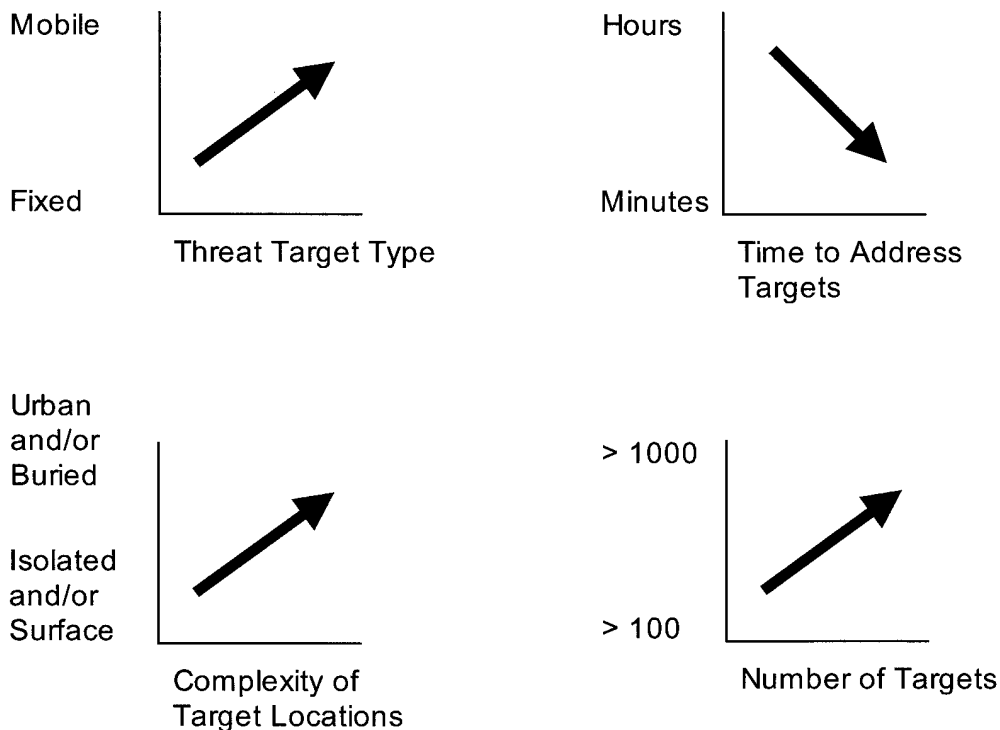 Mobile
Fixed
Threat Target Type
Hours
Minutes
Time to Address
Targets
Urban
and/or
Buried
Isolated
and/or
Surface
Complexity of
Target Locations
> 1000
> 100
Number of Targets